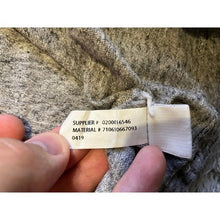 SUPPLIER # 0200016546
MATERIAL # 710610667093
0419